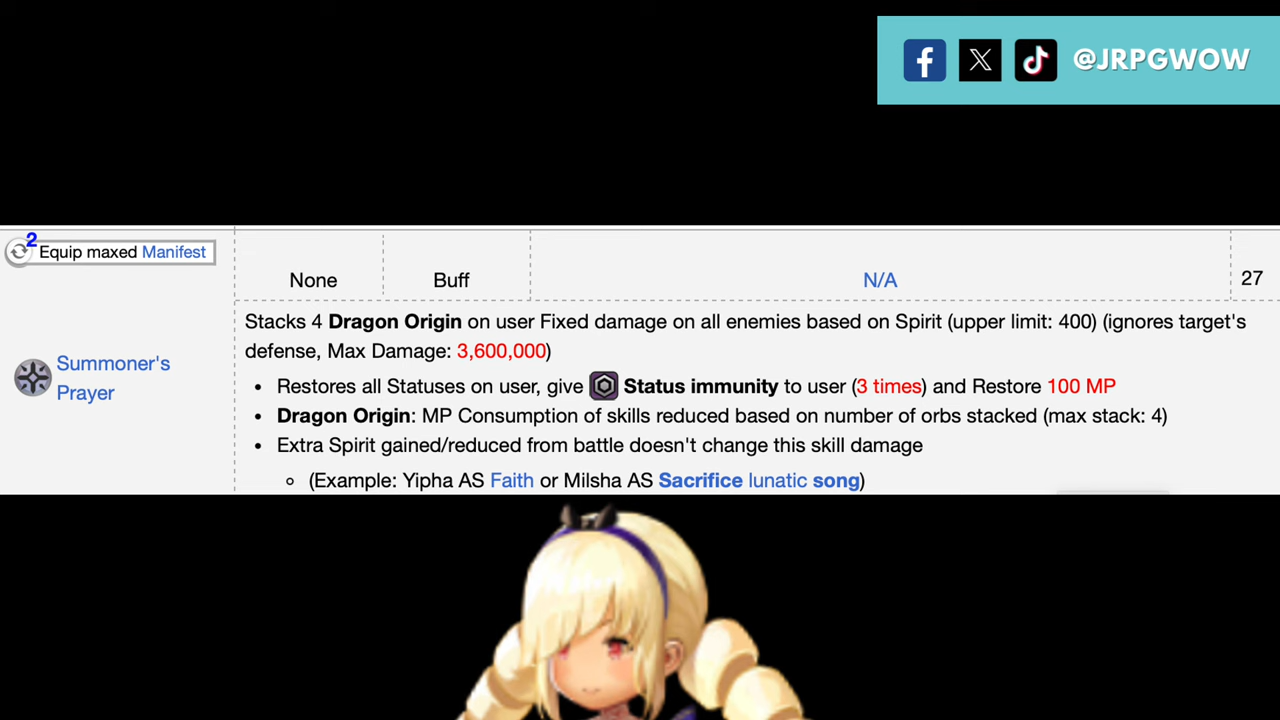 @JRPGWOW
2
Equip maxed Manifest
None
Buff
N/A
27
Summoner's
Prayer
Stacks 4 Dragon Origin on user Fixed damage on all enemies based on Spirit (upper limit: 400) (ignores target's
defense, Max Damage: 3,600,000)
• Restores all Statuses on user, give Status immunity to user (3 times) and Restore 100 MP
• Dragon Origin: MP Consumption of skills reduced based on number of orbs stacked (max stack: 4)
• Extra Spirit gained/reduced from battle doesn't change this skill damage
○ (Example: Yipha AS Faith or Milsha AS Sacrifice lunatic song)